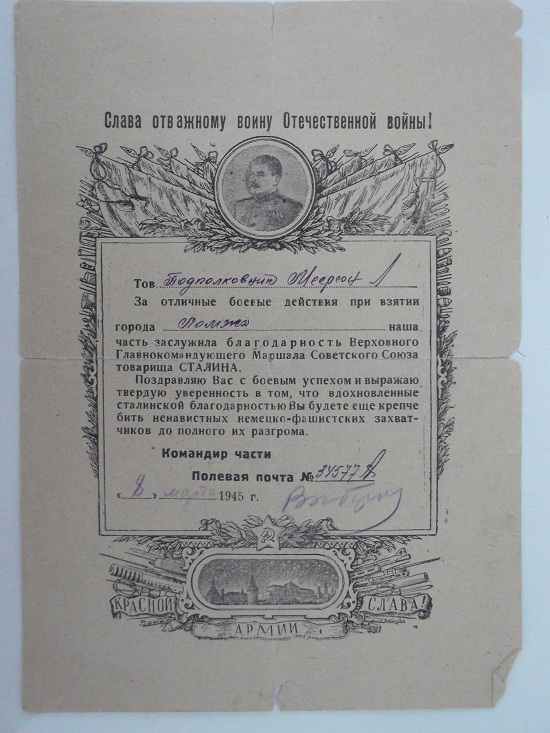 Слава отважному воину Отечественной войны!
Тов Подполковник Меерсон Л
За отличные боевые действия при взятии
города Ломжа наша
часть заслужила благодарность Верховного
Главнокомандующего Маршала Советского Союза
товарища СТАЛИНА.
Поздравляю Вас с боевым успехом и выражаю
твердую уверенность в том, что вдохновленные
сталинской благодарностью Вы будете еще крепче
бить ненавистных немецко-фашистских захват-
чиков до полного их разгрома.
Командир части
Полевая почта № 34577 А
« 8 » марта 1945 г.
КРАСНОЙ
АРМИИ
СЛАВА!